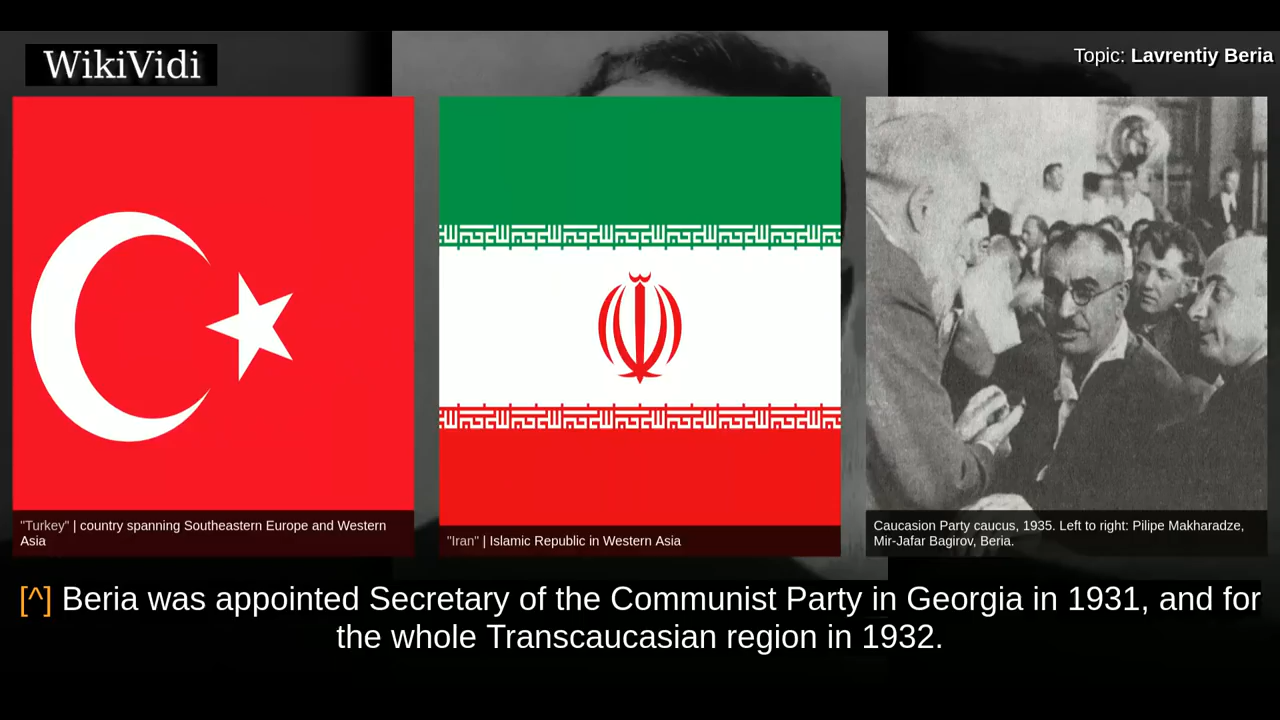 WikiVidi
Topic: Lavrentiy Beria
"Turkey" | country spanning Southeastern Europe and Western
Asia
"Iran" | Islamic Republic in Western Asia
Caucasion Party caucus, 1935. Left to right: Pilipe Makharadze,
Mir-Jafar Bagirov, Beria.
[^] Beria was appointed Secretary of the Communist Party in Georgia in 1931, and for
the whole Transcaucasian region in 1932.